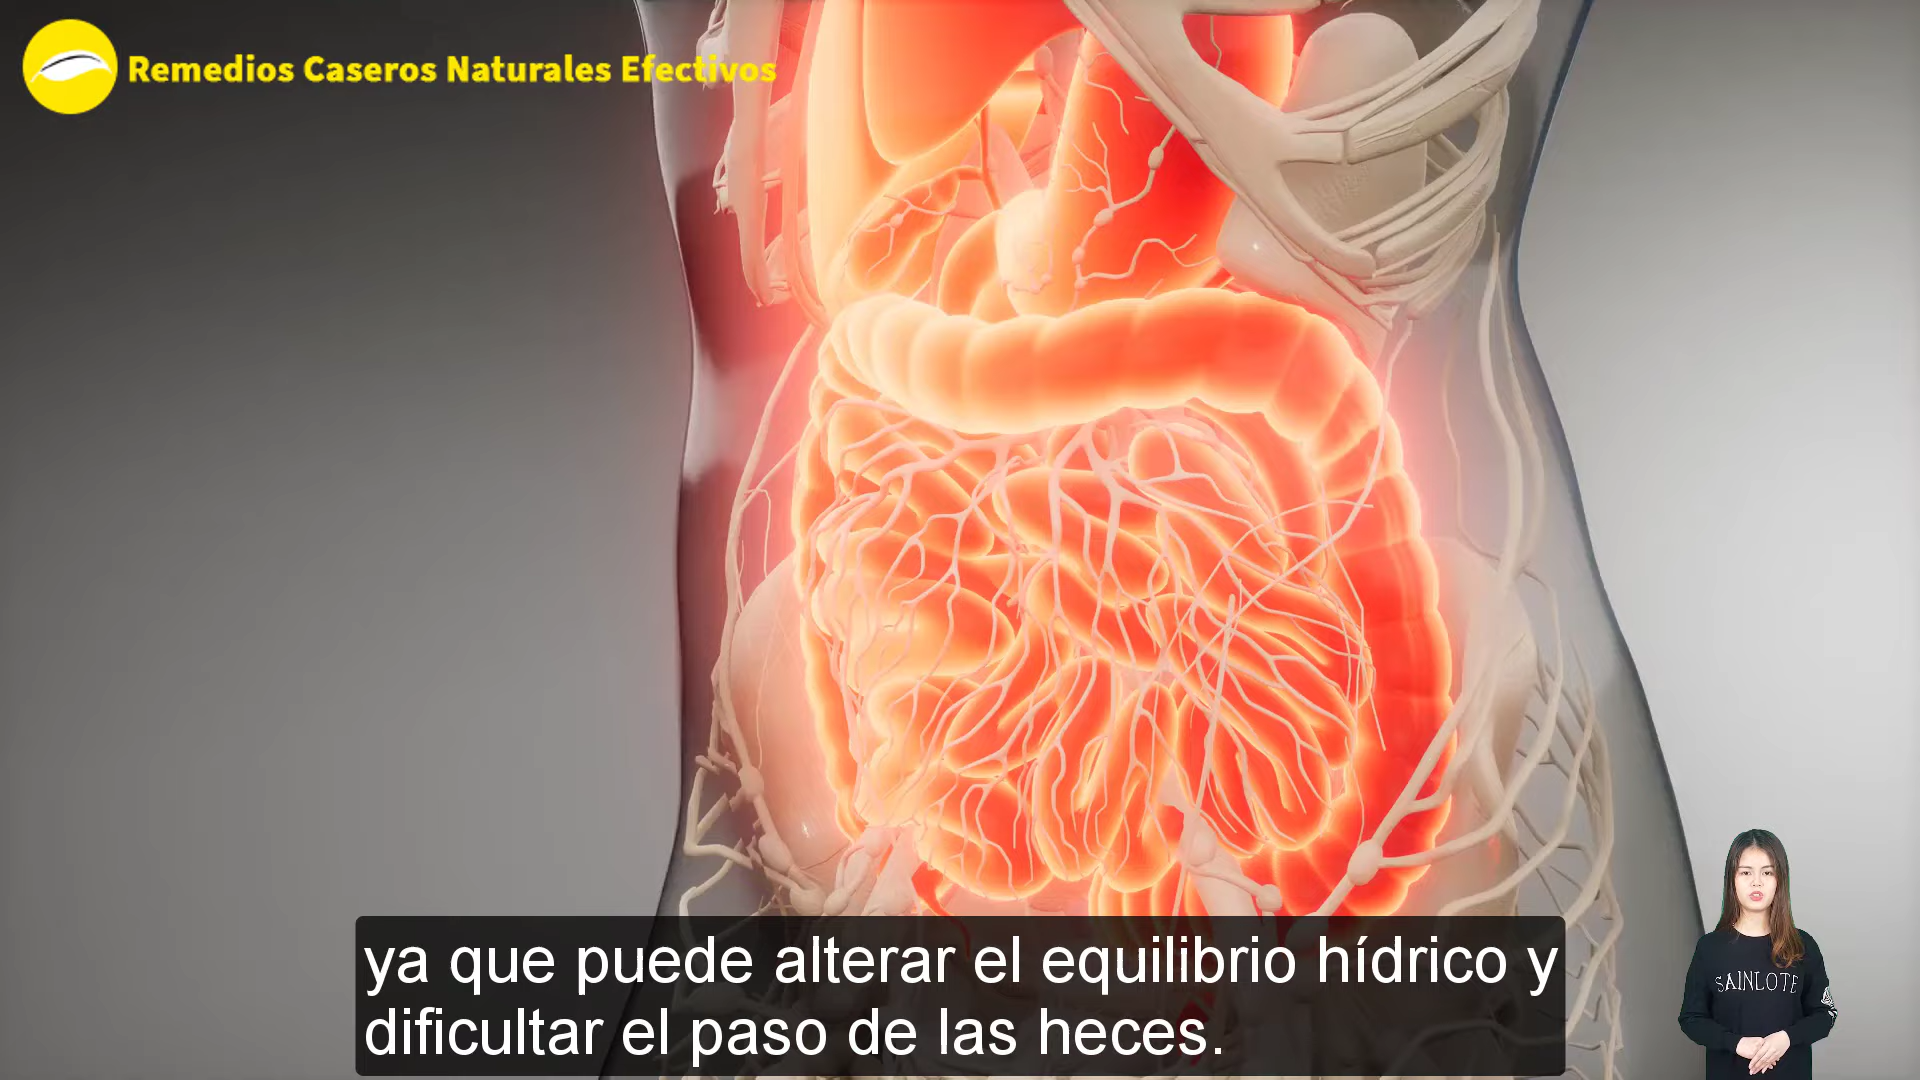 Remedios Caseros Naturales Efectivos
ya que puede alterar el equilibrio hídrico y
dificultar el paso de las heces.
SAINLOTE